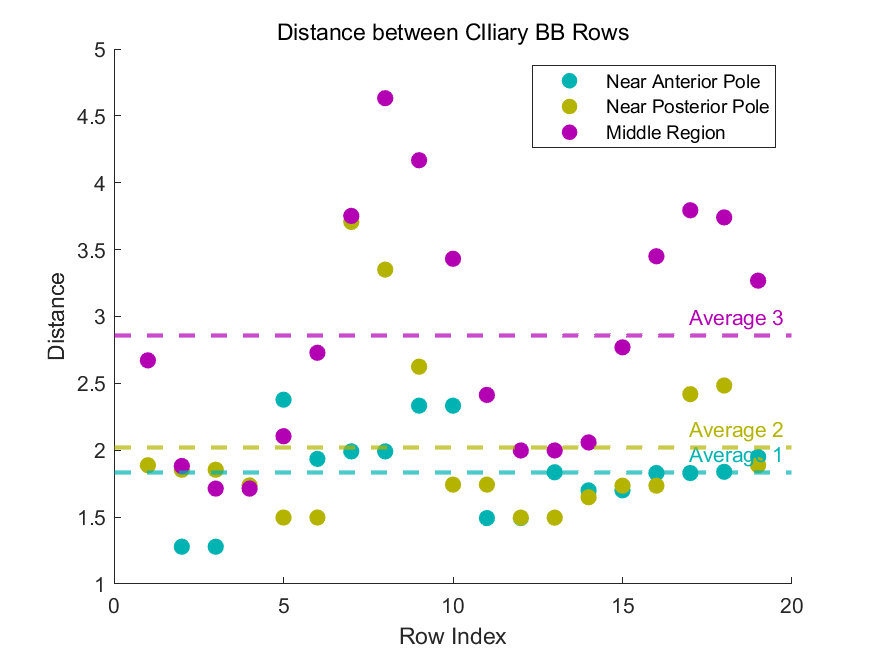 Distance between CIliary BB Rows
5
4.5
4
3.5
3
2.5
2
1.5
1
Distance
Near Anterior Pole
Near Posterior Pole
Middle Region
Average 3
Average 2
Average 1
0
5
10
15
20
Row Index